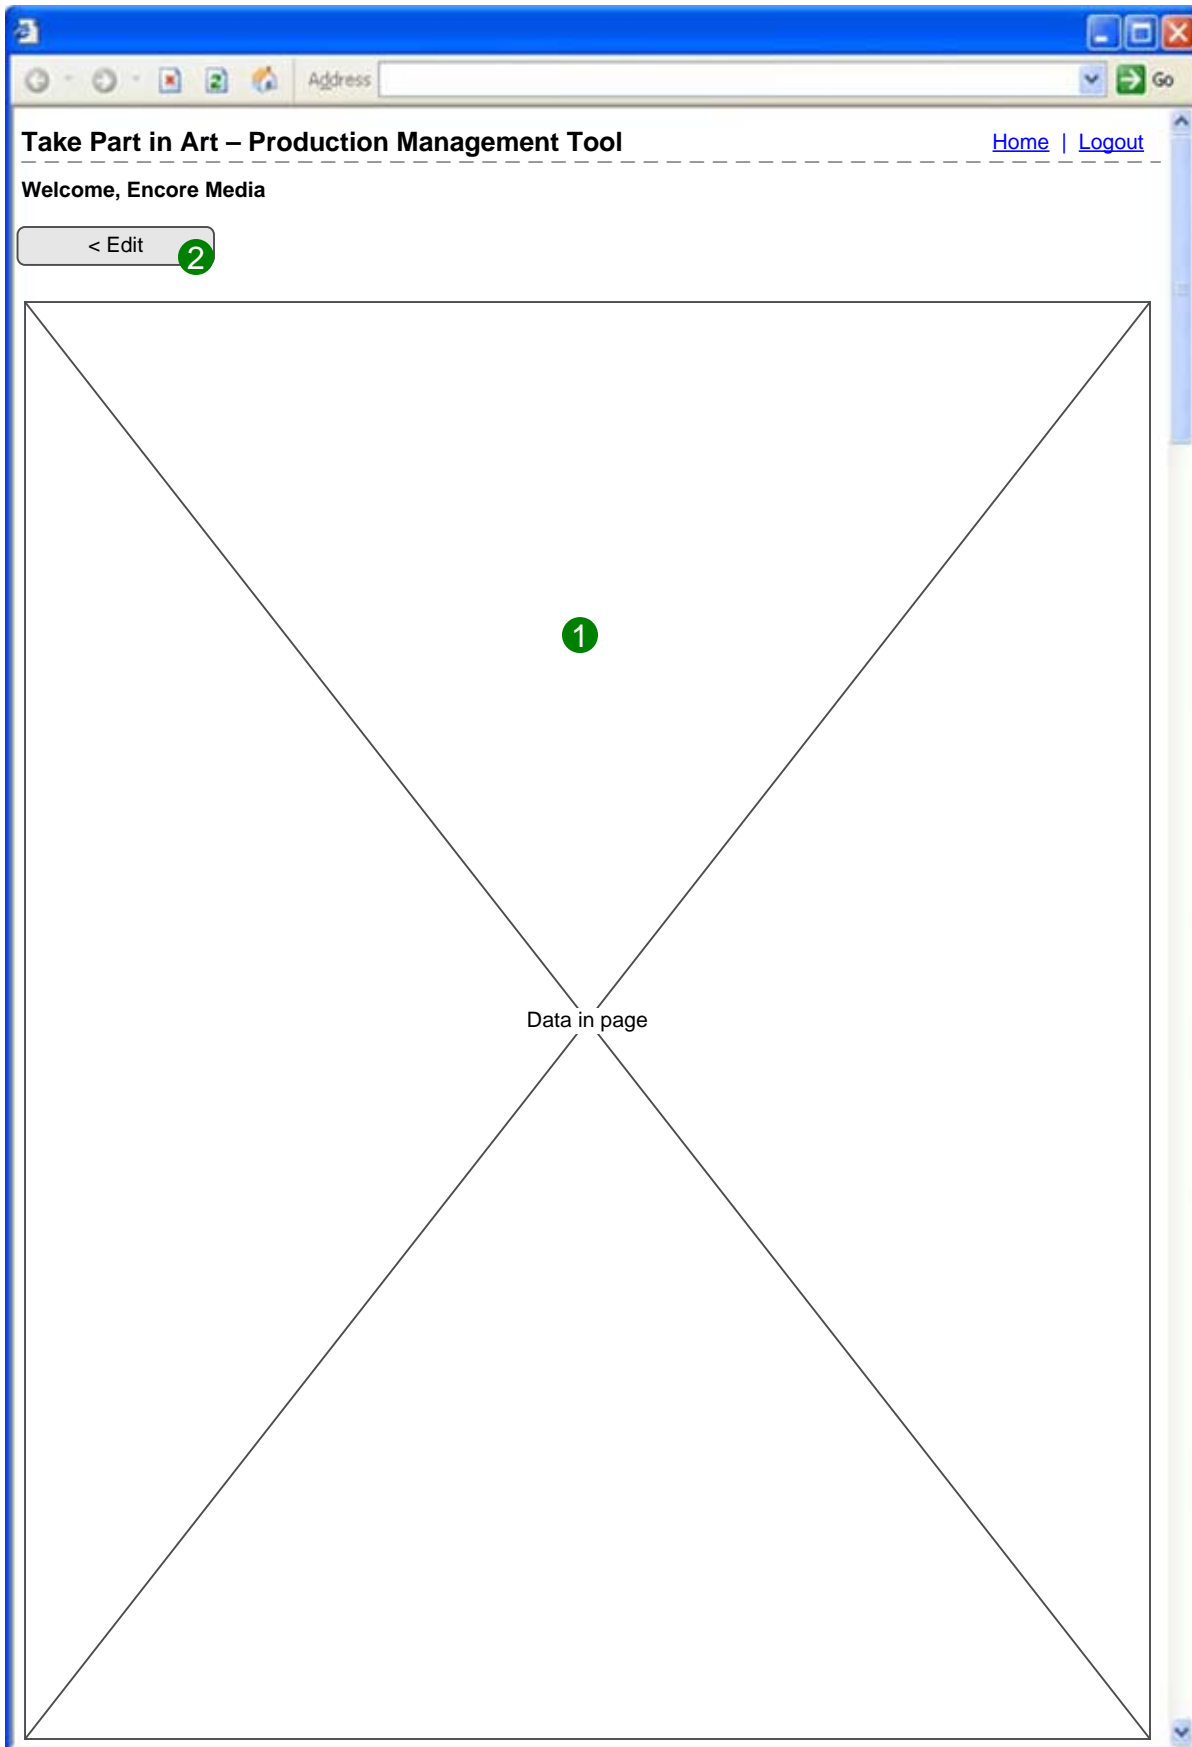 Address Go
Take Part in Art – Production Management Tool
Home | Logout
Welcome, Encore Media
< Edit
2
1
Data in page